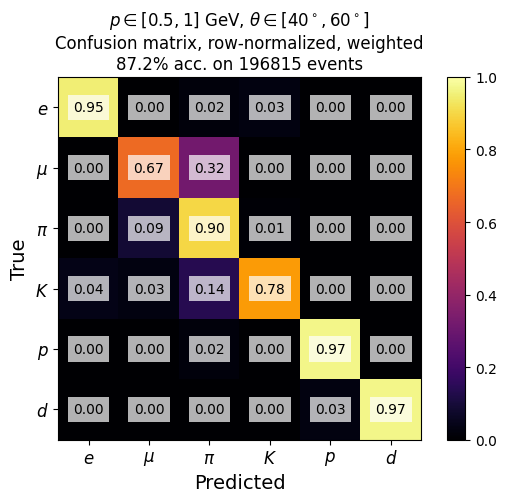 p ∈ [0.5, 1] GeV, θ ∈ [40°, 60°]
Confusion matrix, row-normalized, weighted
87.2% acc. on 196815 events
e 0.95 0.00 0.02 0.03 0.00 0.00
μ 0.00 0.67 0.32 0.00 0.00 0.00
π 0.00 0.09 0.90 0.01 0.00 0.00
K 0.04 0.03 0.14 0.78 0.00 0.00
p 0.00 0.00 0.02 0.00 0.97 0.00
d 0.00 0.00 0.00 0.00 0.03 0.97
e μ π K p d
Predicted
True
1.0
0.8
0.6
0.4
0.2
0.0